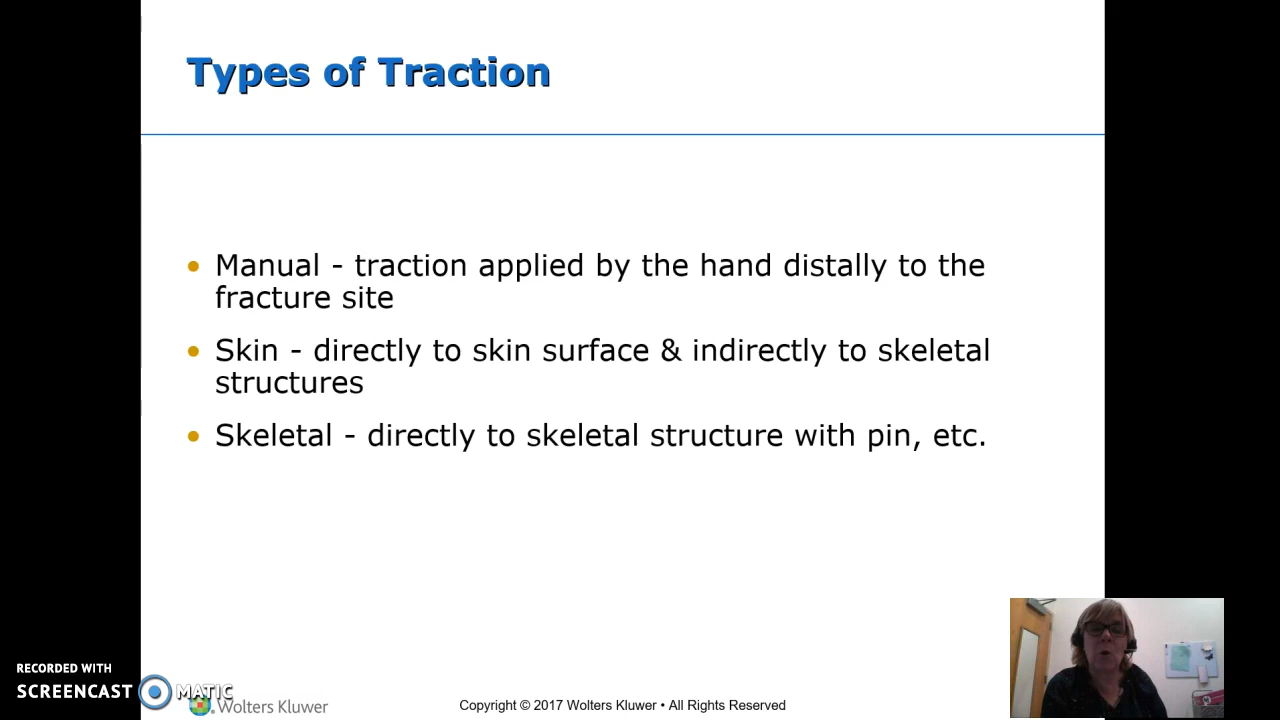 Types of Traction
• Manual - traction applied by the hand distally to the
fracture site
• Skin - directly to skin surface & indirectly to skeletal
structures
• Skeletal - directly to skeletal structure with pin, etc.
RECORDED WITH
SCREENCAST MATIC
Wolters Kluwer
Copyright © 2017 Wolters Kluwer • All Rights Reserved